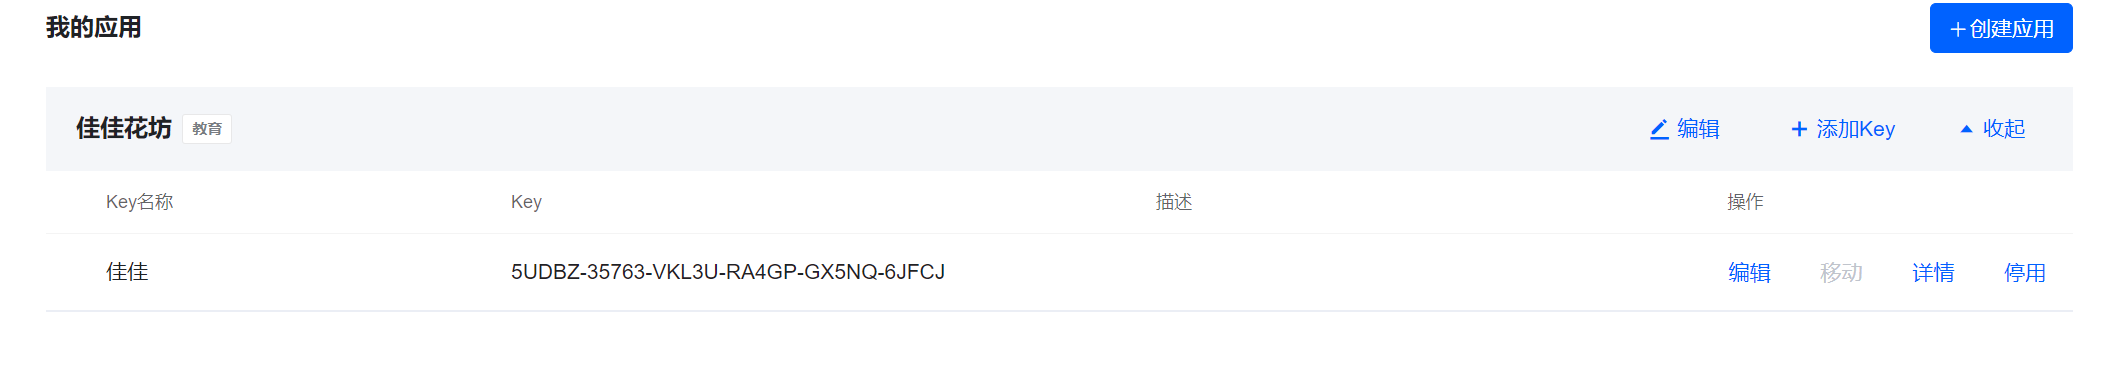 我的应用
+创建应用
佳佳花坊 教育 编辑 + 添加Key 收起
Key名称 Key 描述 操作
佳佳 5UDBZ-35763-VKL3U-RA4GP-GX5NQ-6JFCJ 编辑 移动 详情 停用